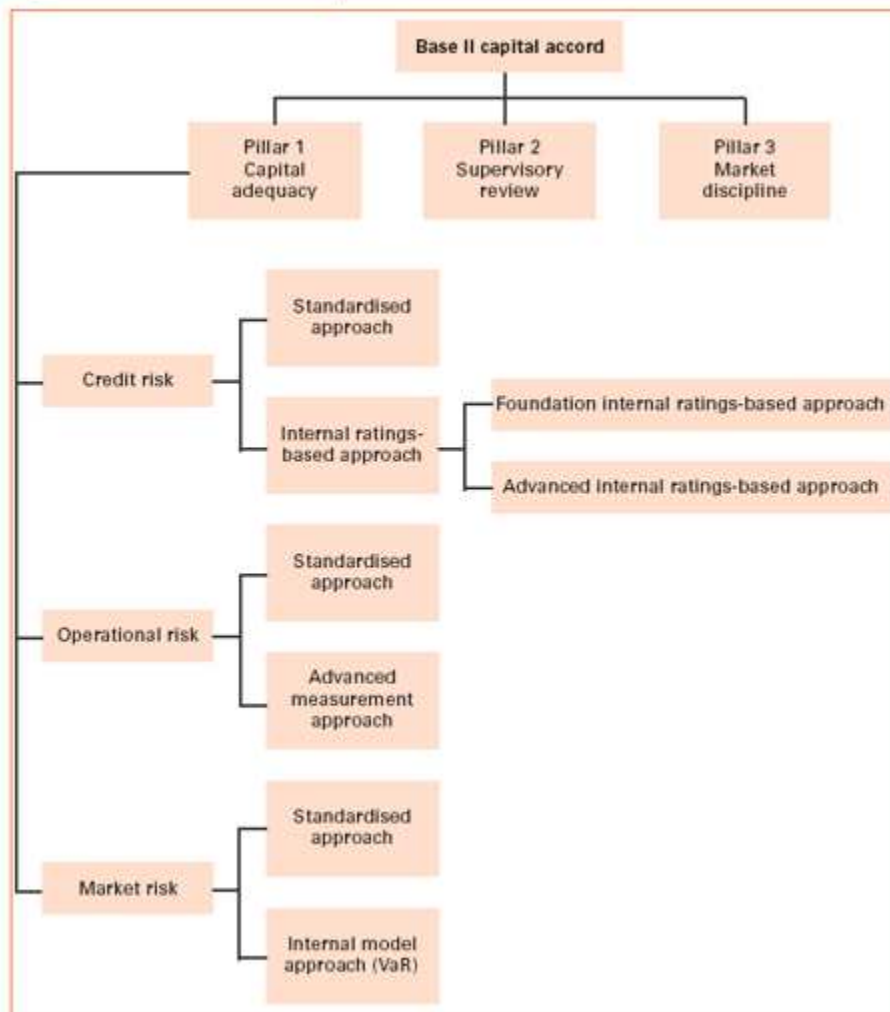 Base II capital accord
Pillar 1
Capital
adequacy
Pillar 2
Supervisory
review
Pillar 3
Market
discipline
Standardised
approach
Credit risk
Internal ratings-
based approach
Foundation internal ratings-based approach
Advanced internal ratings-based approach
Standardised
approach
Operational risk
Advanced
measurement
approach
Standardised
approach
Market risk
Internal model
approach (VaR)